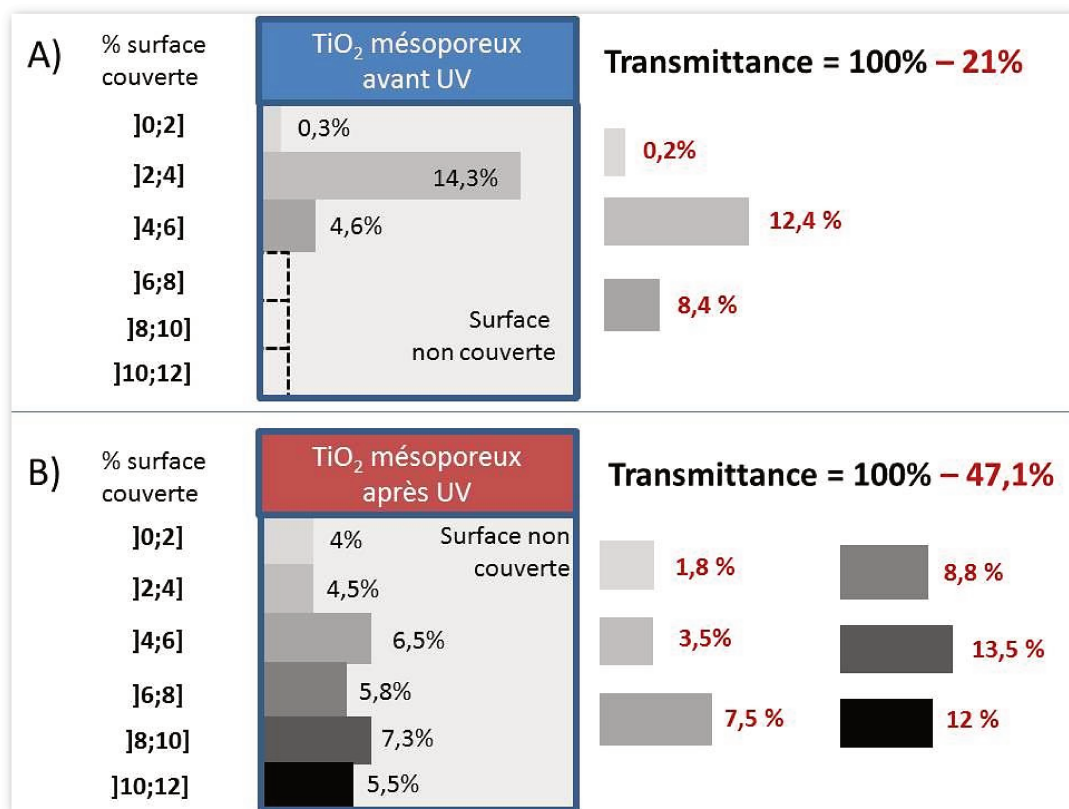 A)
% surface
couverte
TiO₂ mésoporeux
avant UV
Transmittance = 100% – 21%
]0;2]
0,3%
0,2%
]2;4]
14,3%
12,4 %
]4;6]
4,6%
8,4 %
]6;8]
]8;10]
]10;12]
Surface
non couverte
B)
% surface
couverte
TiO₂ mésoporeux
après UV
Transmittance = 100% – 47,1%
Surface non
couverte
]0;2]
4%
1,8 %
8,8 %
]2;4]
4,5%
3,5%
13,5 %
]4;6]
6,5%
7,5 %
12 %
]6;8]
5,8%
]8;10]
7,3%
]10;12]
5,5%